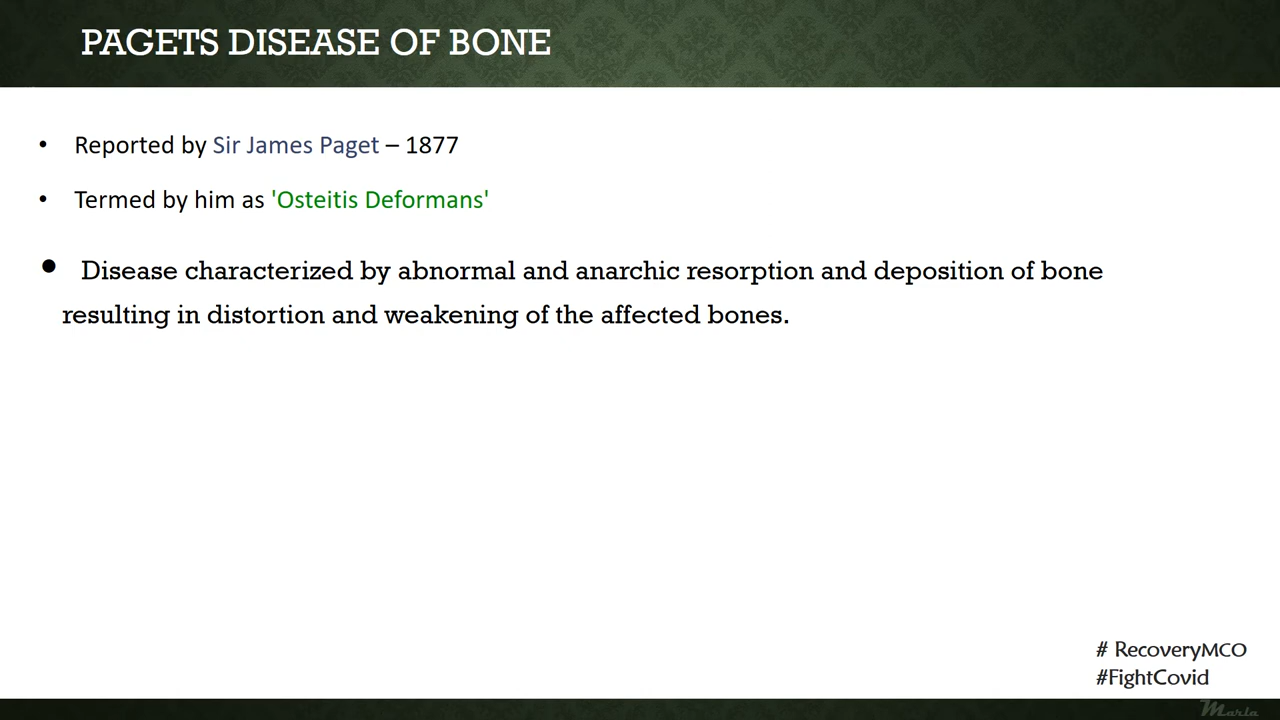 PAGETS DISEASE OF BONE
• Reported by Sir James Paget – 1877
• Termed by him as 'Osteitis Deformans'
• Disease characterized by abnormal and anarchic resorption and deposition of bone
resulting in distortion and weakening of the affected bones.
# RecoveryMCO
#FightCovid
Marla